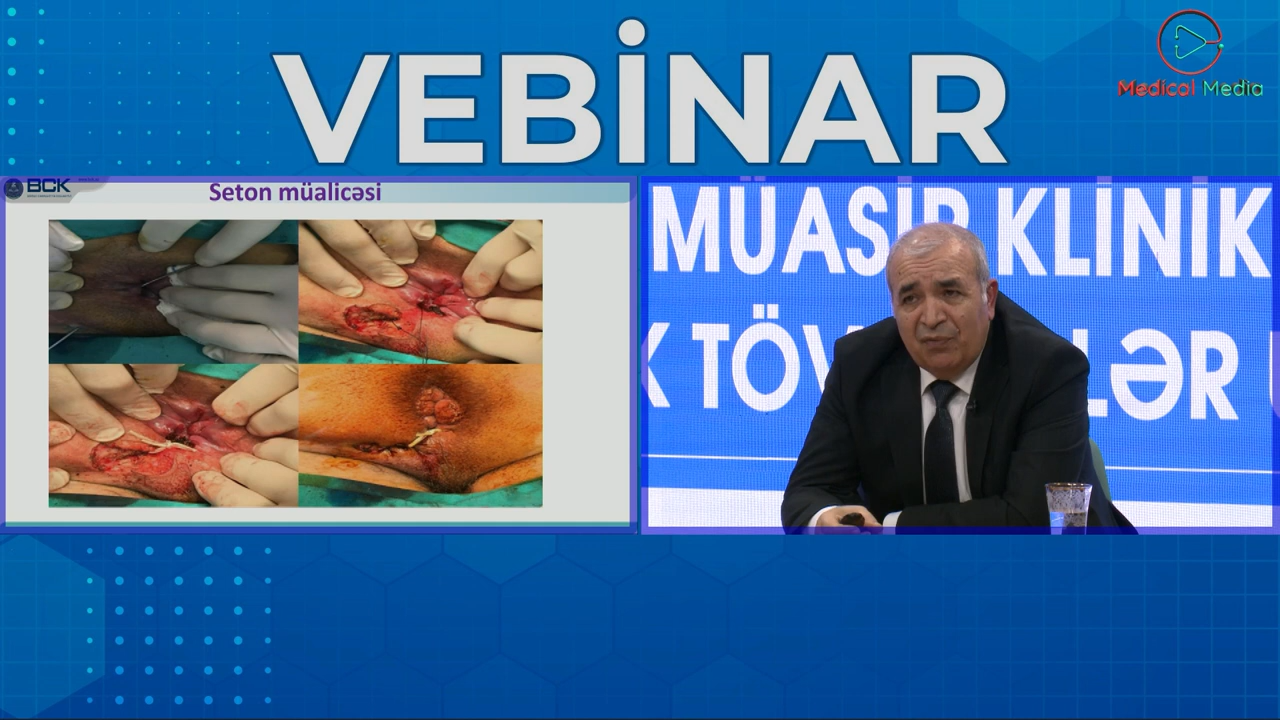 VEBİNAR
Medical Media
BCK
Seton müalicəsi
MÜASİR KLİNİK
TÖV LƏR